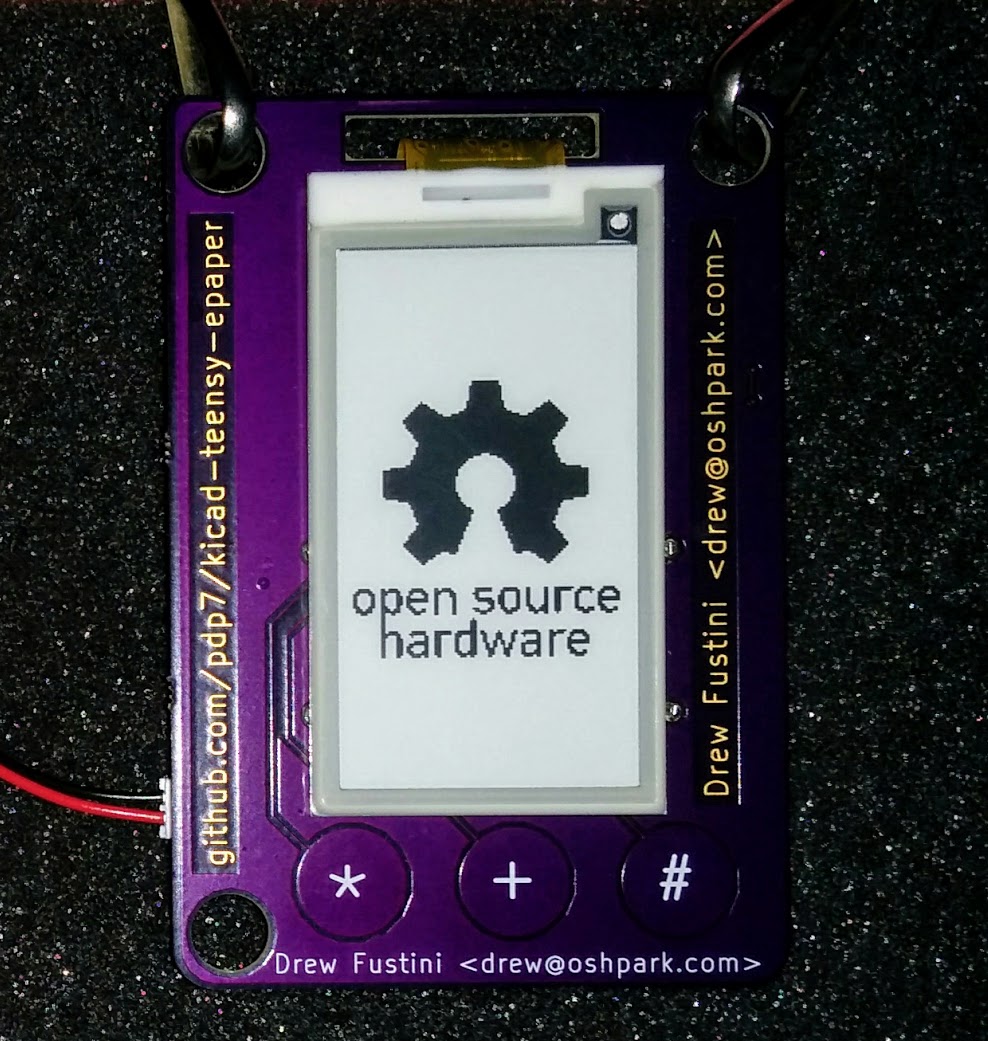 github.com/pdp7/kicad-teensy-epaper
open source
hardware
Drew Fustini <drew@oshpark.com>
* + #
Drew Fustini <drew@oshpark.com>